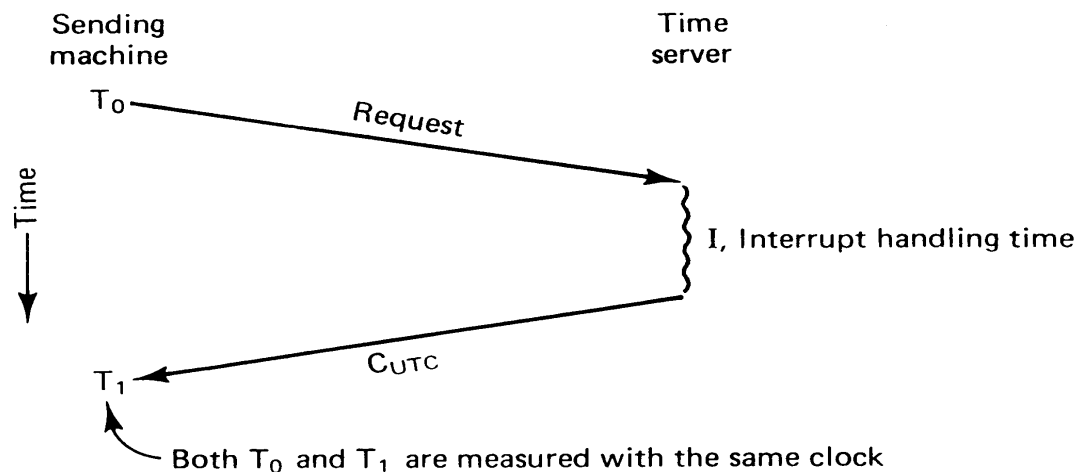 Sending
machine
Time
server
T₀
Request
Time
I, Interrupt handling time
C_UTC
T₁
Both T₀ and T₁ are measured with the same clock